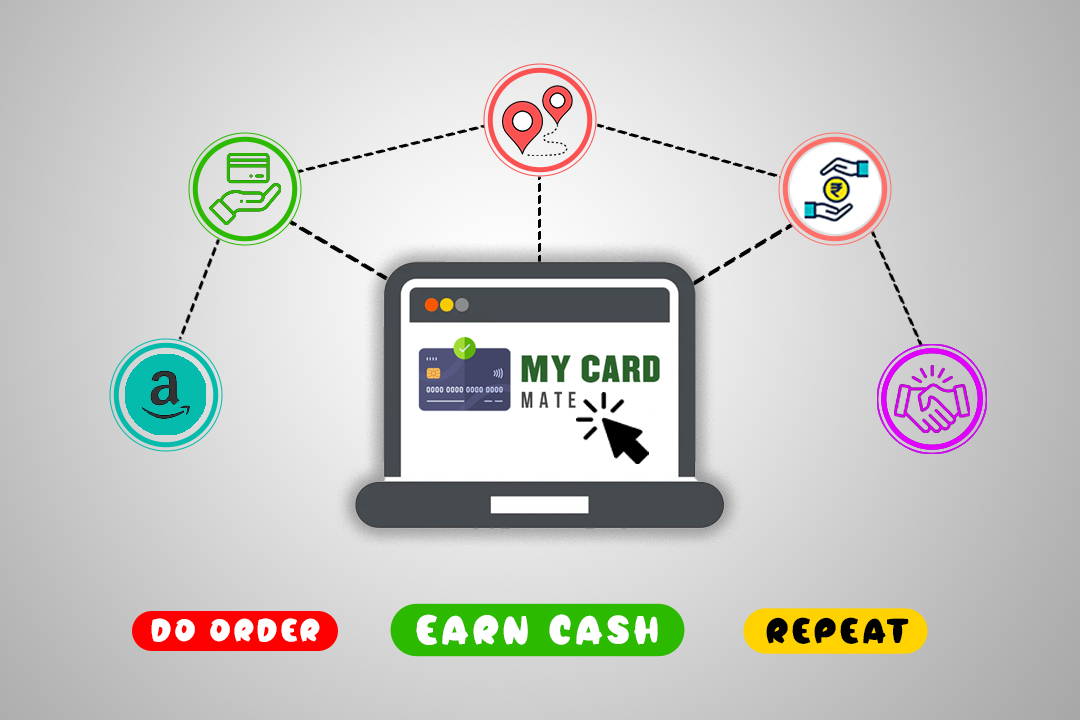 a
₹
0000 0000 0000 0000
MY CARD
MATE
DO ORDER
EARN CASH
REPEAT